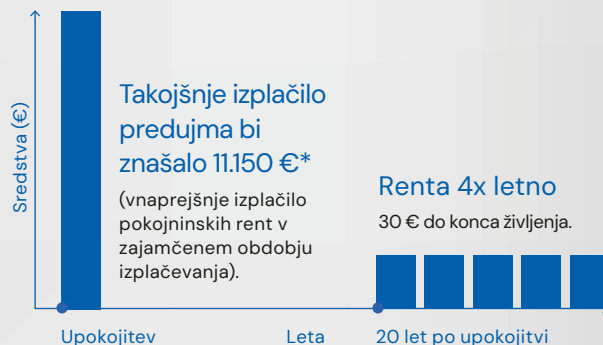 Sredstva (€)
Takojšnje izplačilo
predujma bi
znašalo 11.150 €*
(vnaprejšnje izplačilo
pokojninskih rent v
zajamčenem obdobju
izplačevanja).
Renta 4x letno
30 € do konca življenja.
Upokojitev
Leta
20 let po upokojitvi